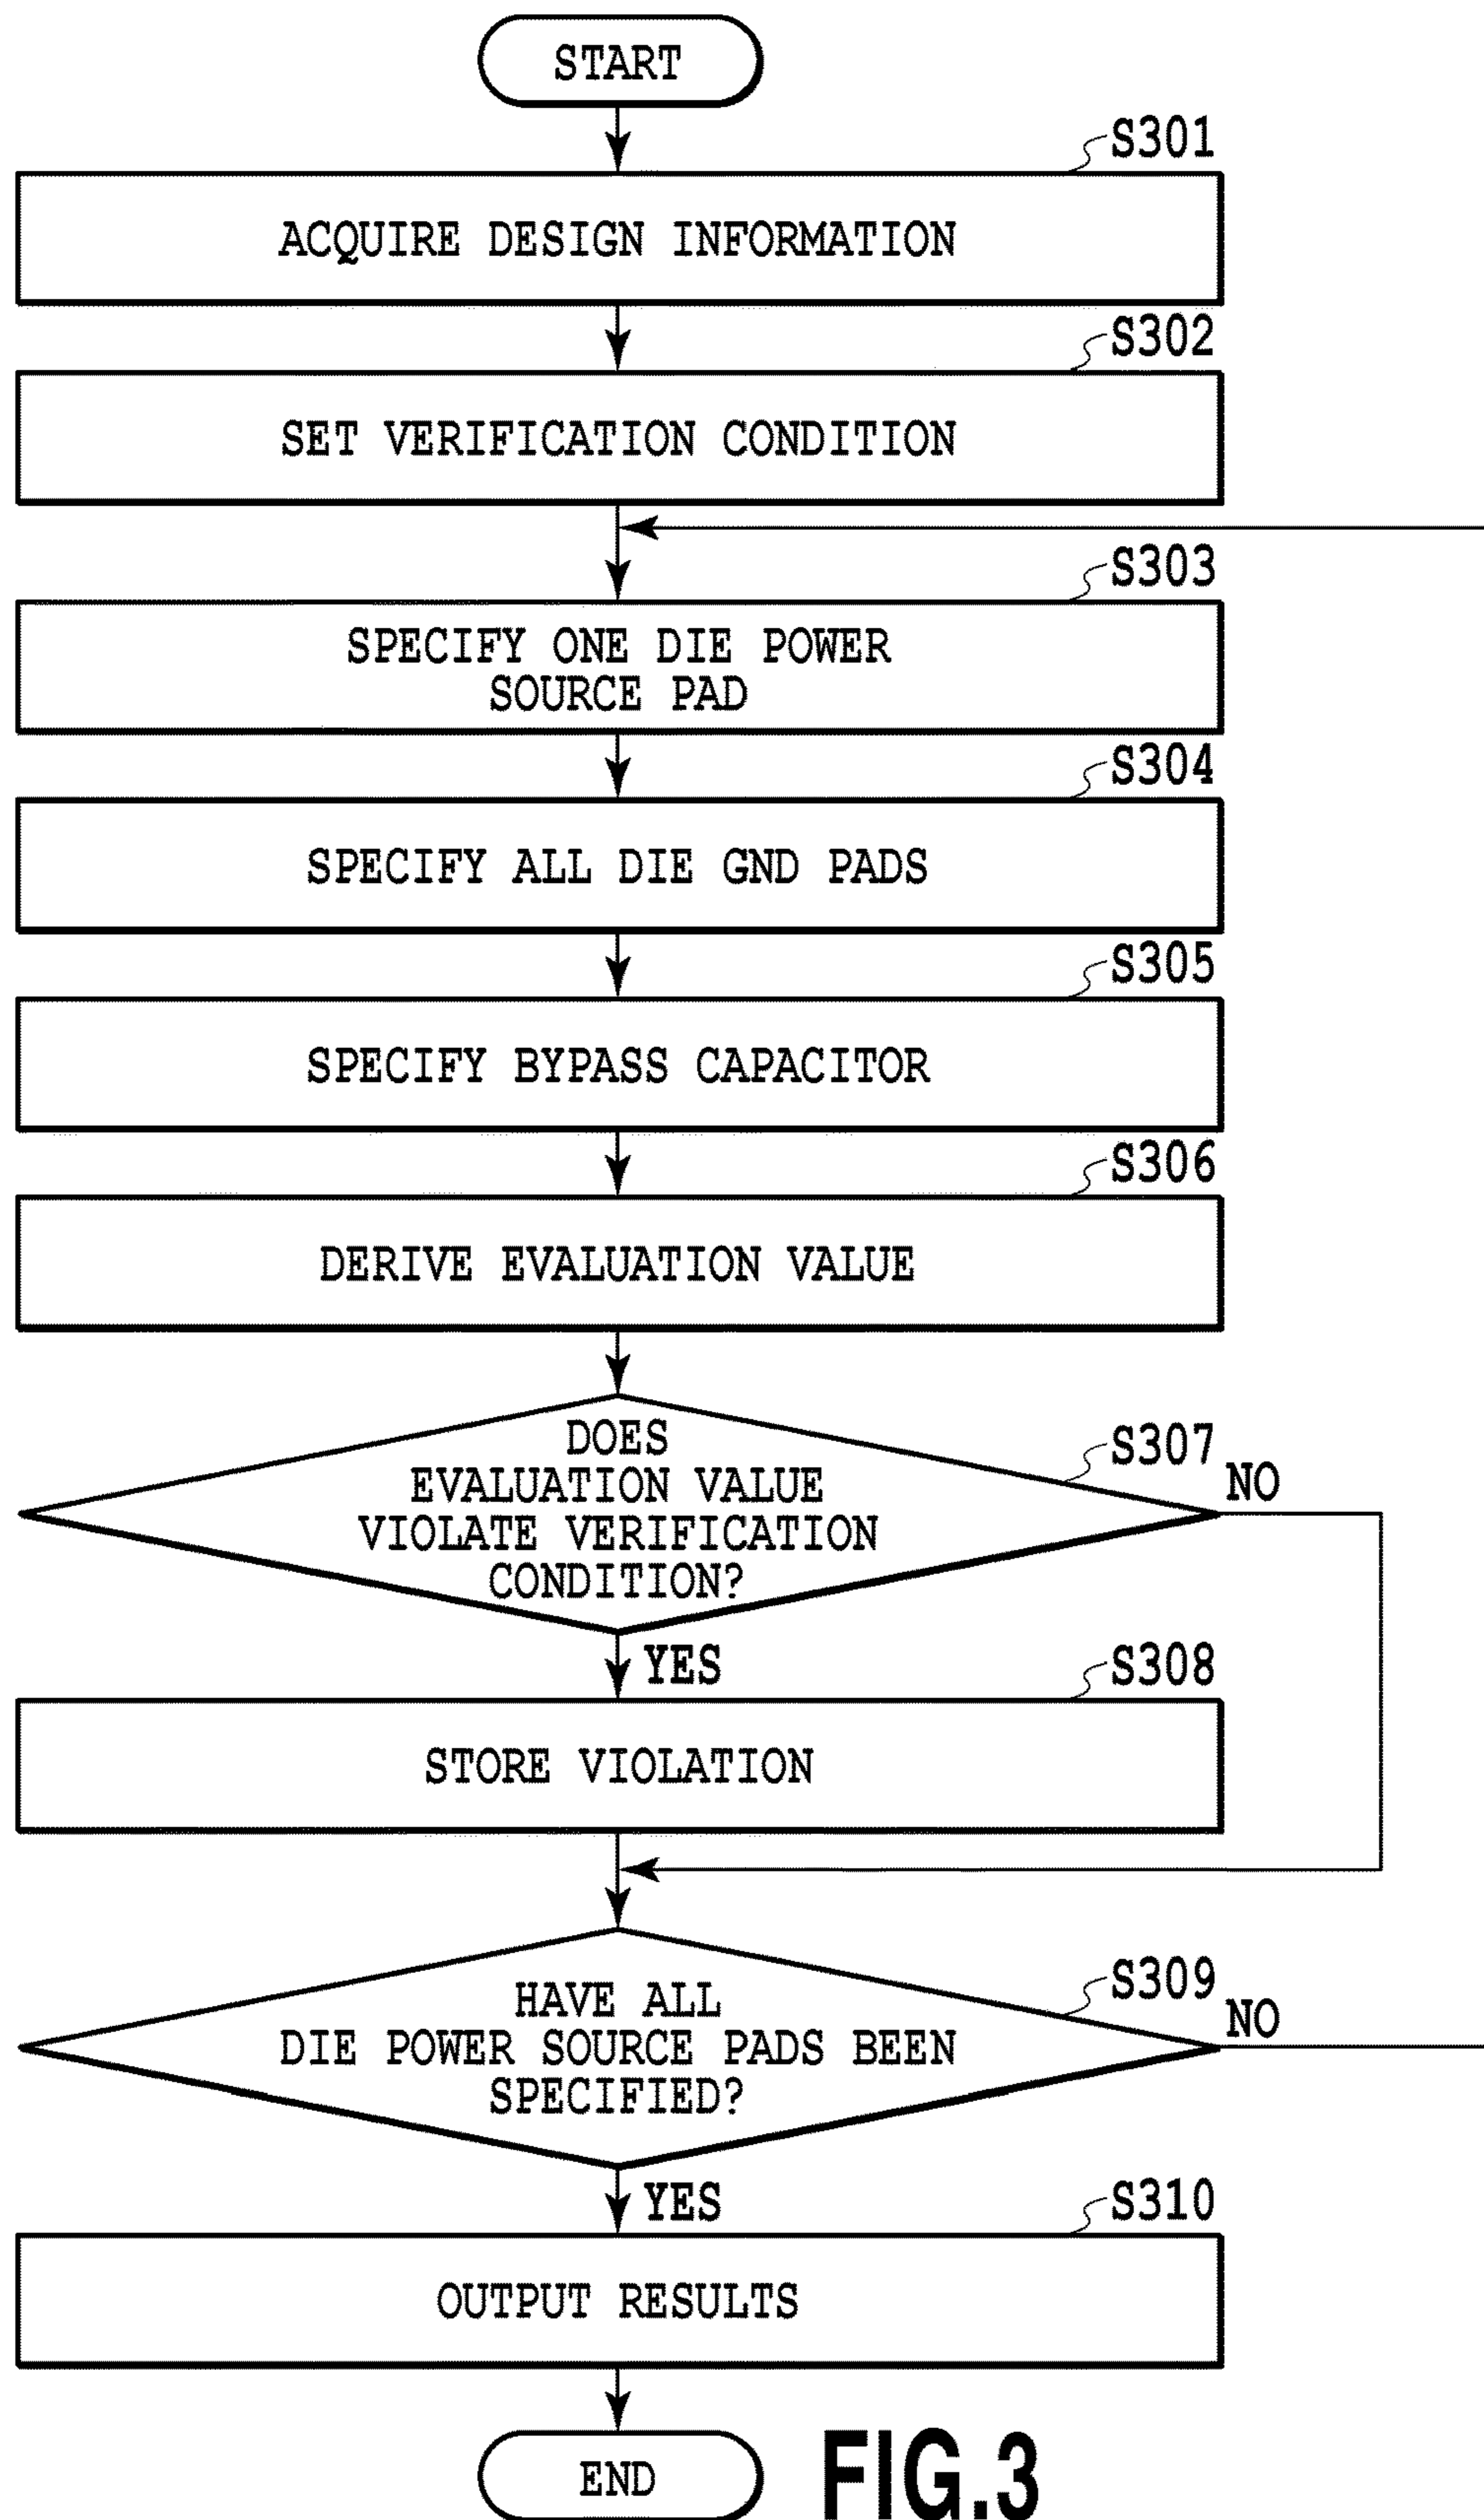 START
S301
ACQUIRE DESIGN INFORMATION
S302
SET VERIFICATION CONDITION
S303
SPECIFY ONE DIE POWER
SOURCE PAD
S304
SPECIFY ALL DIE GND PADS
S305
SPECIFY BYPASS CAPACITOR
S306
DERIVE EVALUATION VALUE
S307
NO
DOES
EVALUATION VALUE
VIOLATE VERIFICATION
CONDITION?
YES
S308
STORE VIOLATION
S309
NO
HAVE ALL
DIE POWER SOURCE PADS BEEN
SPECIFIED?
YES
S310
OUTPUT RESULTS
END
FIG.3